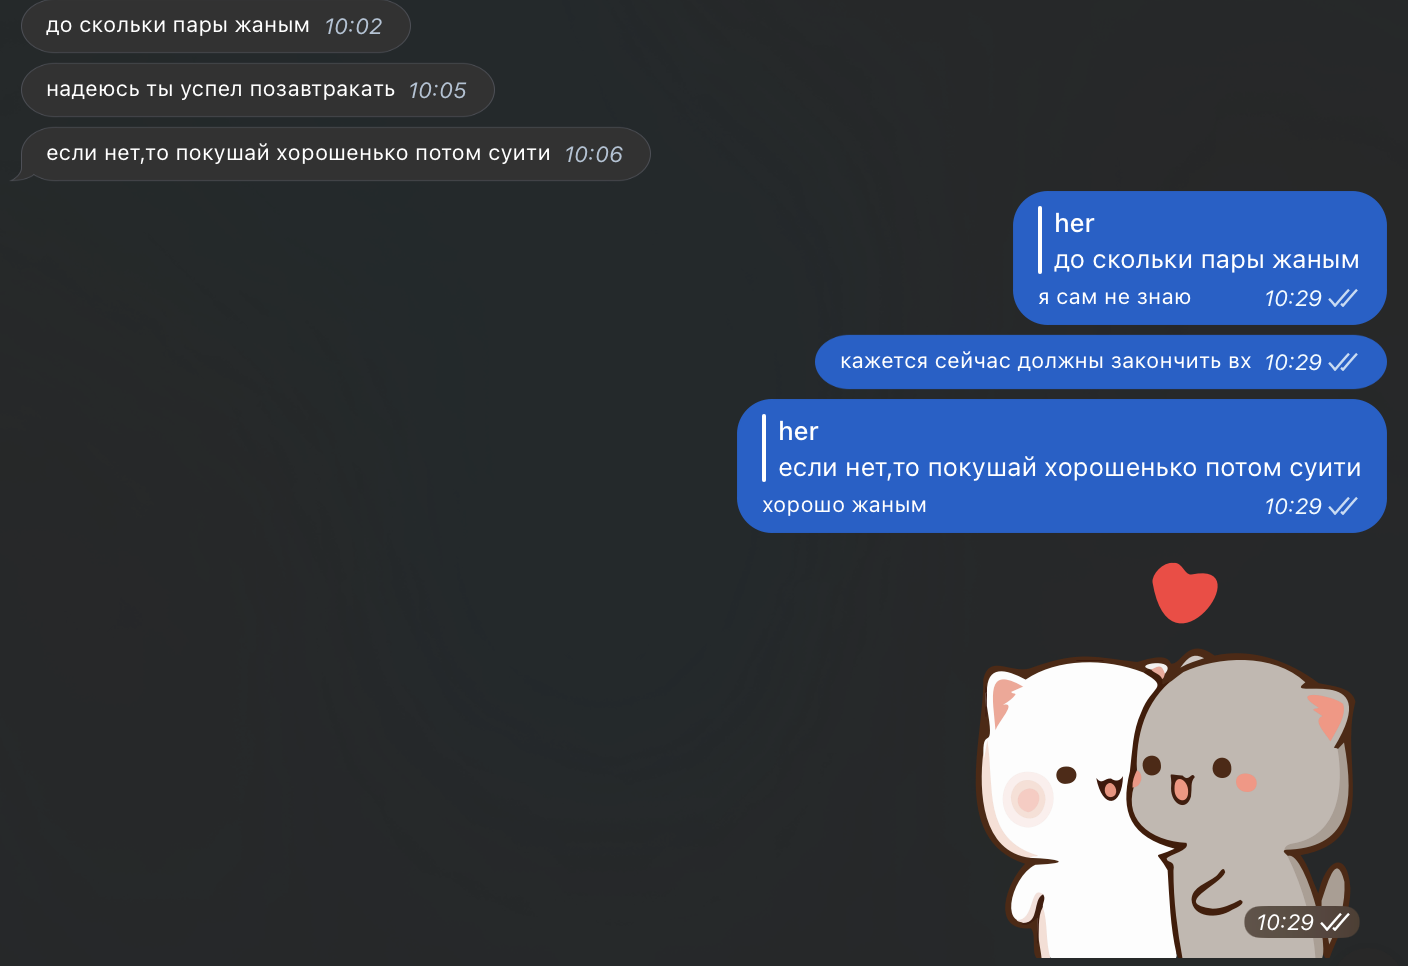 до скольки пары жаным 10:02
надеюсь ты успел позавтракать 10:05
если нет,то покушай хорошенько потом суити 10:06
her
до скольки пары жаным
я сам не знаю 10:29
кажется сейчас должны закончить вх 10:29
her
если нет,то покушай хорошенько потом суити
хорошо жаным 10:29
10:29